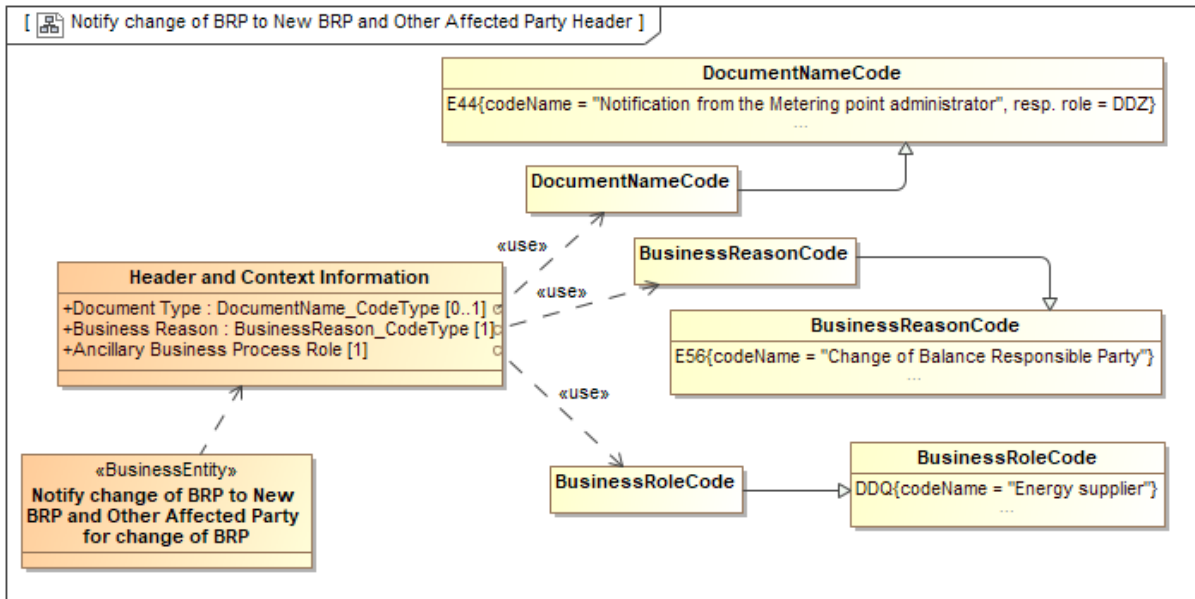 [ Notify change of BRP to New BRP and Other Affected Party Header ]
DocumentNameCode
E44{codeName = "Notification from the Metering point administrator", resp. role = DDZ}
...
DocumentNameCode
«use»
BusinessReasonCode
Header and Context Information
+Document Type : DocumentName_CodeType [0..1]
+Business Reason : BusinessReason_CodeType [1]
+Ancillary Business Process Role [1]
«use»
BusinessReasonCode
E56{codeName = "Change of Balance Responsible Party"}
...
«use»
«BusinessEntity»
Notify change of BRP to New
BRP and Other Affected Party
for change of BRP
BusinessRoleCode
BusinessRoleCode
DDQ{codeName = "Energy supplier"}
...